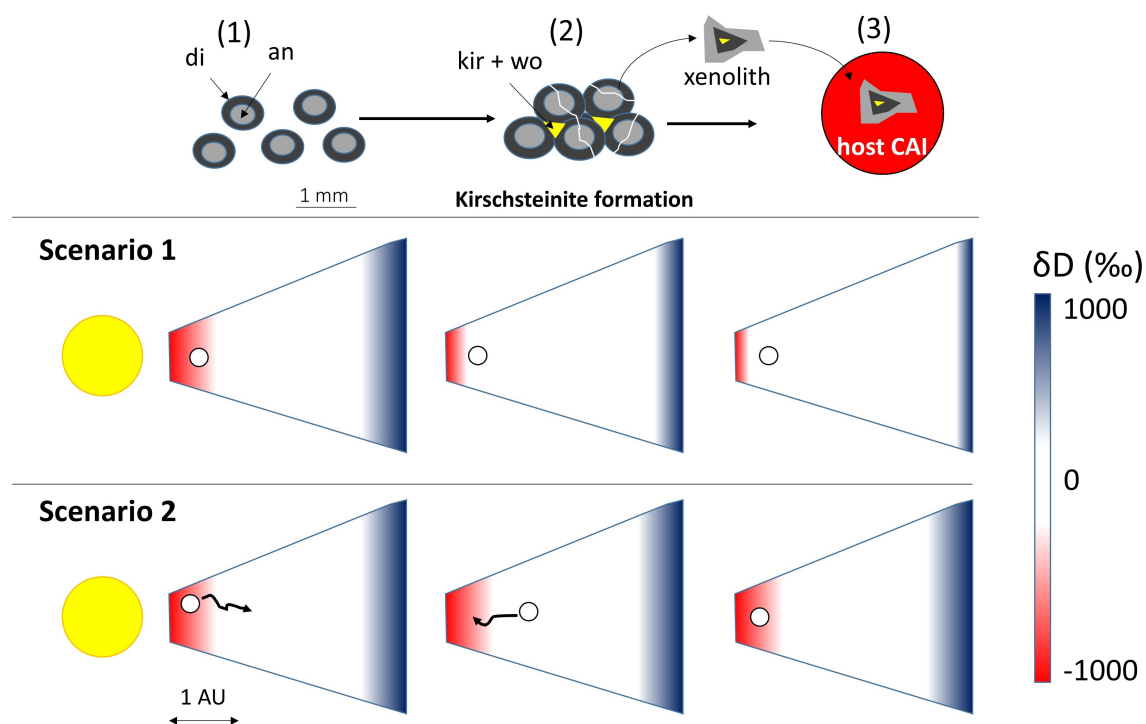 (1)
(2)
(3)
di
an
kir + wo
xenolith
host CAI
1 mm
Kirschsteinite formation
Scenario 1
δD (‰)
1000
0
-1000
Scenario 2
1 AU